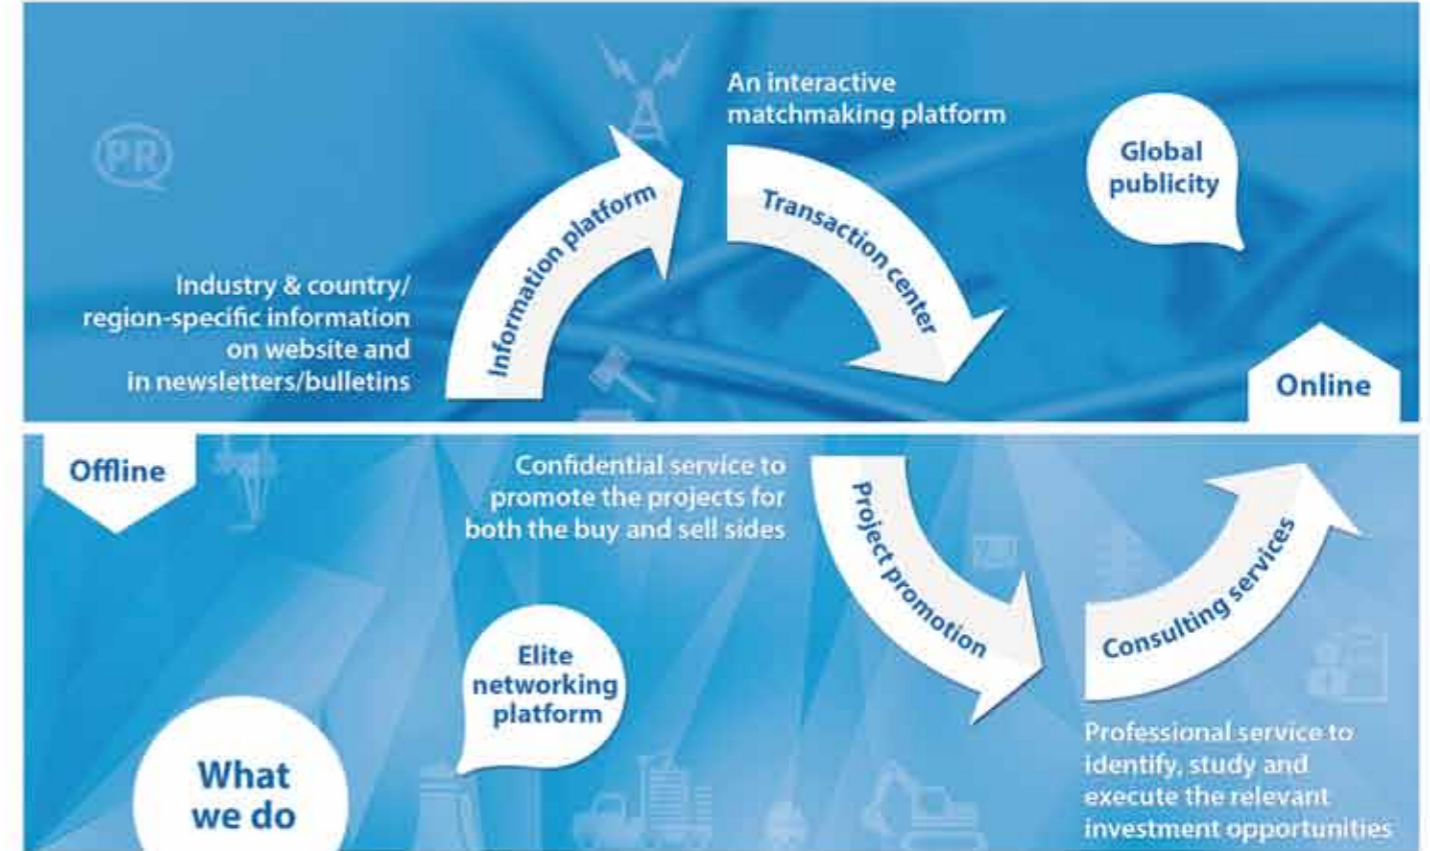 PR
An interactive
matchmaking platform
Global
publicity
Information platform
Transaction center
Industry & country/
region-specific information
on website and
in newsletters/bulletins
Online
Offline
Confidential service to
promote the projects for
both the buy and sell sides
Project promotion
Consulting services
Elite
networking
platform
What
we do
Professional service to
identify, study and
execute the relevant
investment opportunities